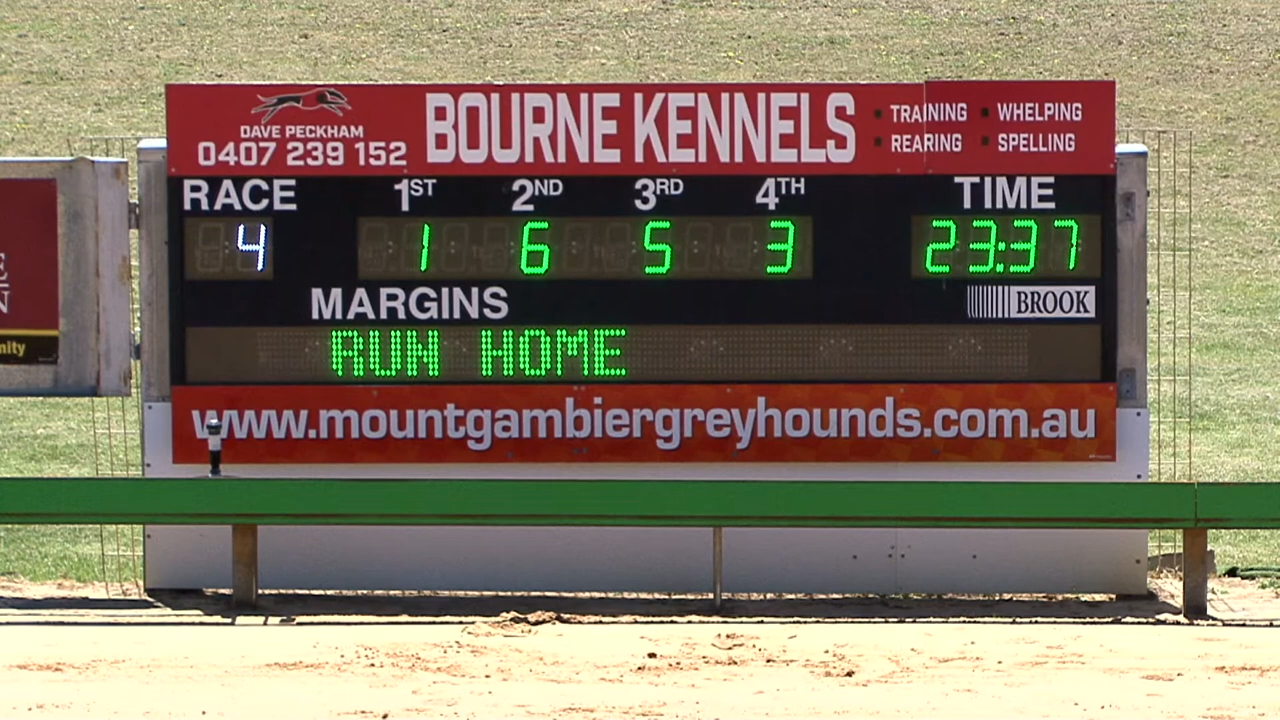 DAVE PECKHAM
0407 239 152
BOURNE KENNELS
TRAINING
WHELPING
REARING
SPELLING
RACE 1ST 2ND 3RD 4TH TIME
4 1 6 5 3 23:37
MARGINS
BROOK
RUN HOME
www.mountgambiergreyhounds.com.au
E
N
nity